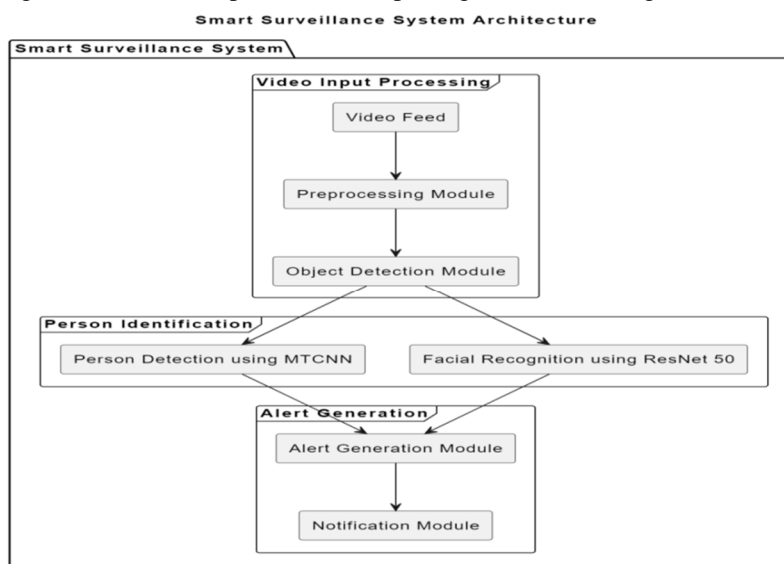 Smart Surveillance System Architecture
Smart Surveillance System
Video Input Processing
Video Feed
Preprocessing Module
Object Detection Module
Person Identification
Person Detection using MTCNN
Facial Recognition using ResNet 50
Alert Generation
Alert Generation Module
Notification Module